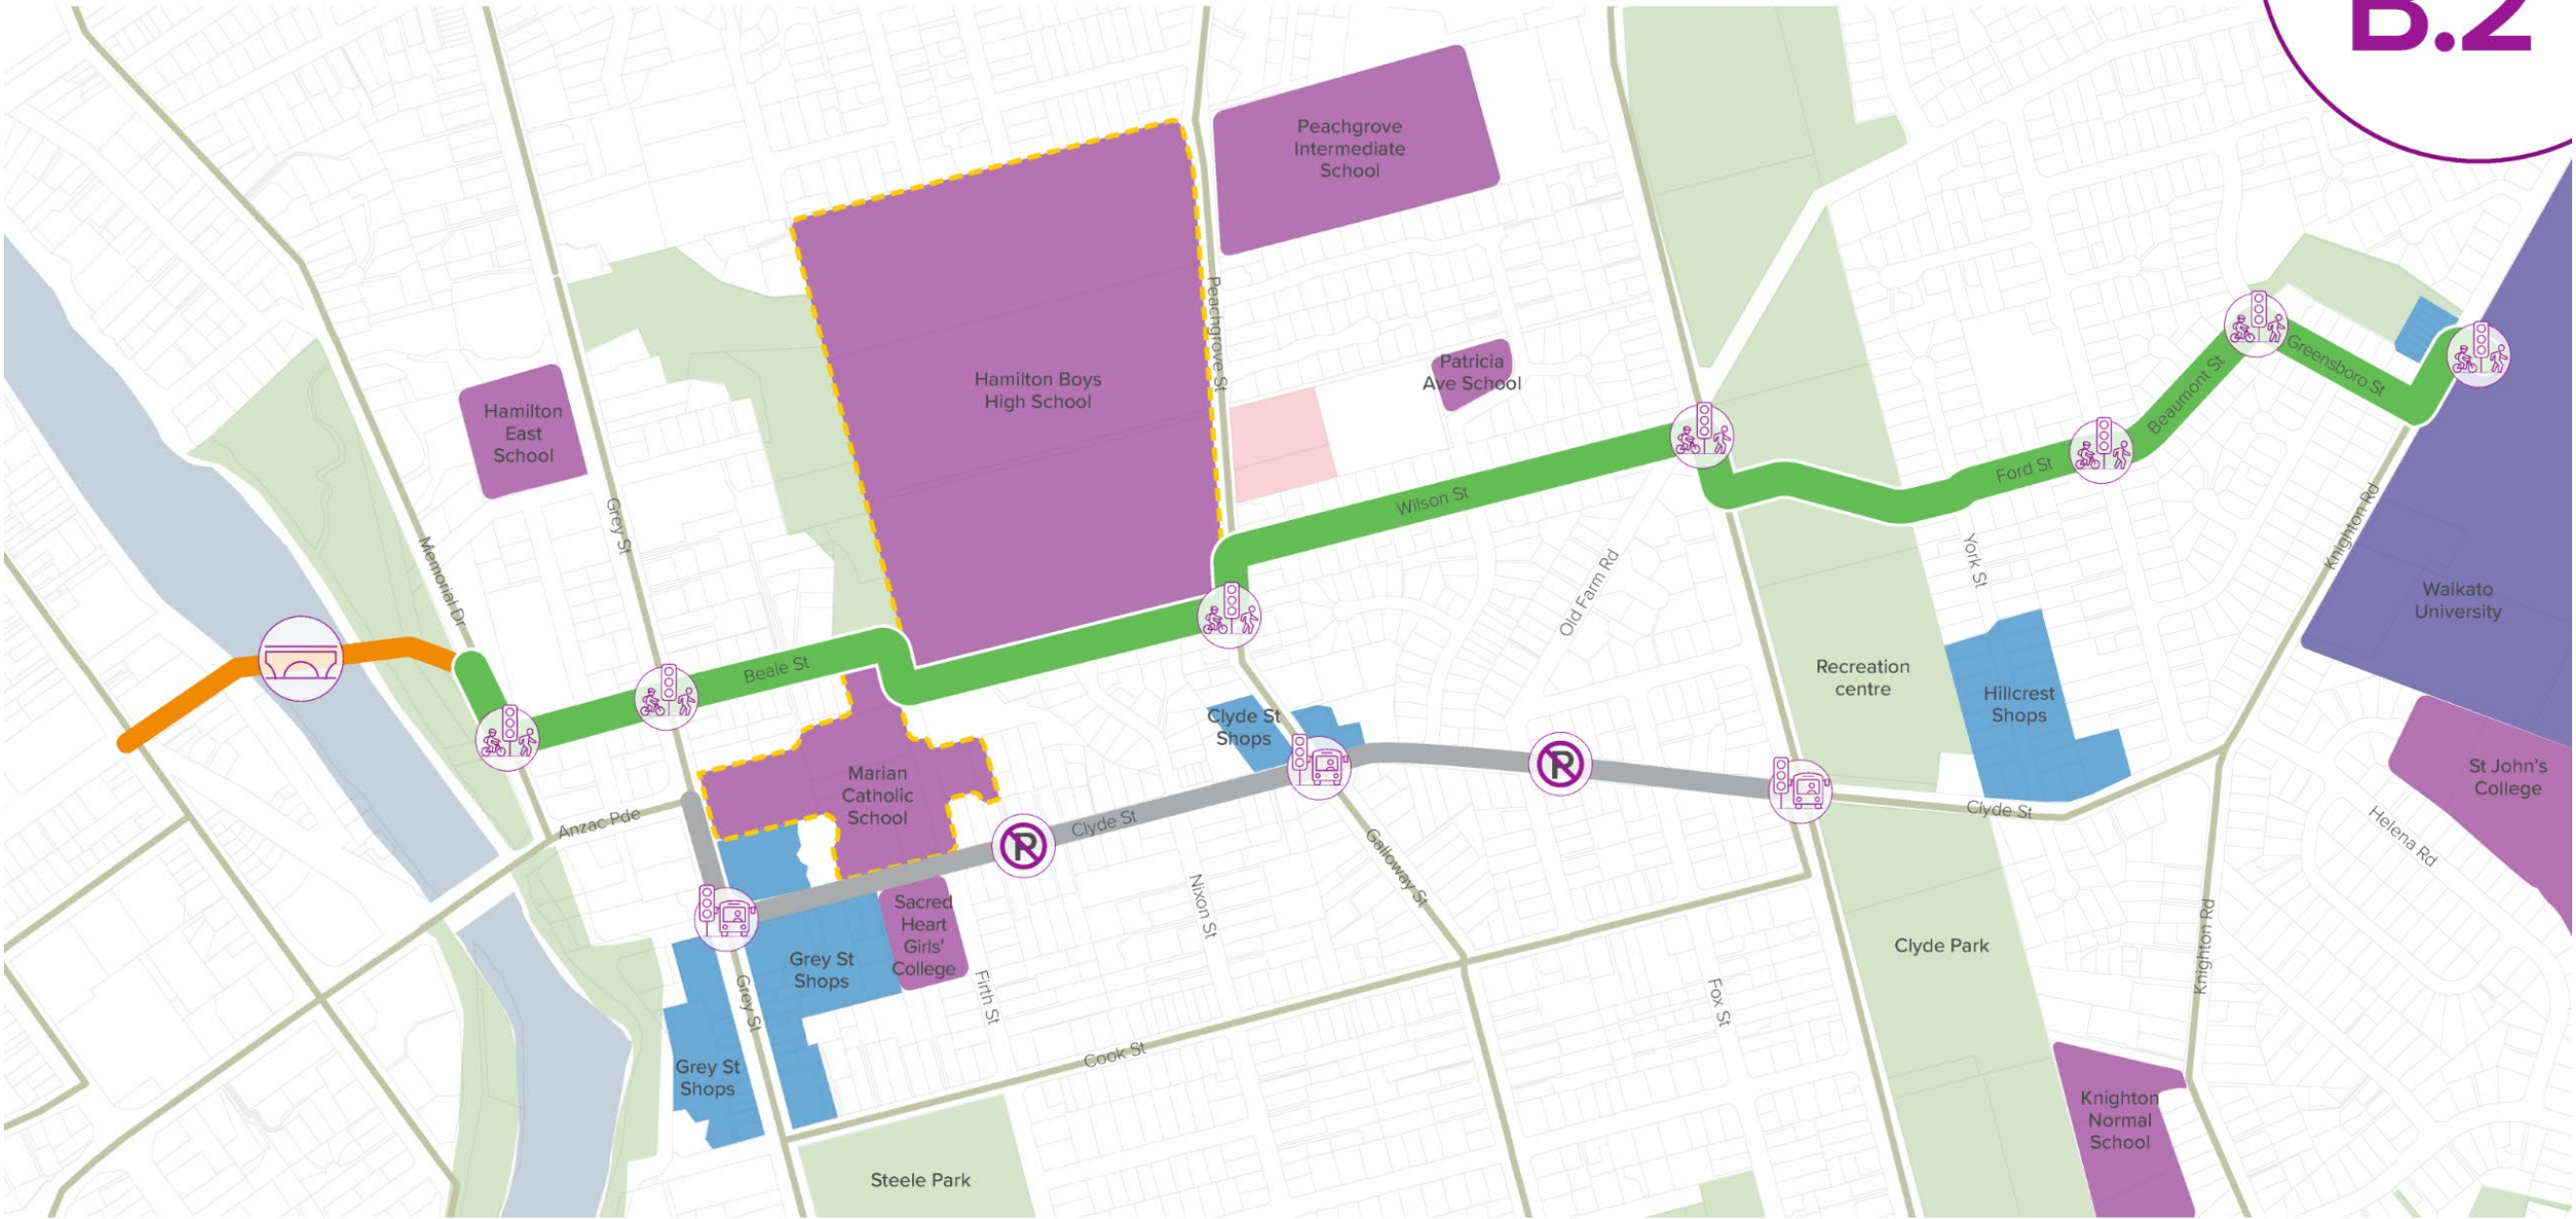 B.2
Peachgrove
Intermediate
School
Peachgrove St
Hamilton Boys
High School
Patricia
Ave School
Hamilton
East
School
Grey St
Memorial Dr
Beale St
Wilson St
Old Farm Rd
Ford St
Beaumont St
Greensboro St
Knighton Rd
York St
Waikato
University
Recreation
centre
Hillcrest
Shops
Clyde St
Shops
Marian
Catholic
School
Anzac Pde
Clyde St
Clyde St
St John's
College
Helena Rd
Galloway St
Nixon St
Sacred
Heart
Girls'
College
Grey St
Shops
Grey St
Firth St
Fox St
Clyde Park
Knighton Rd
Cook St
Grey St
Shops
Knighton
Normal
School
Steele Park
P
P